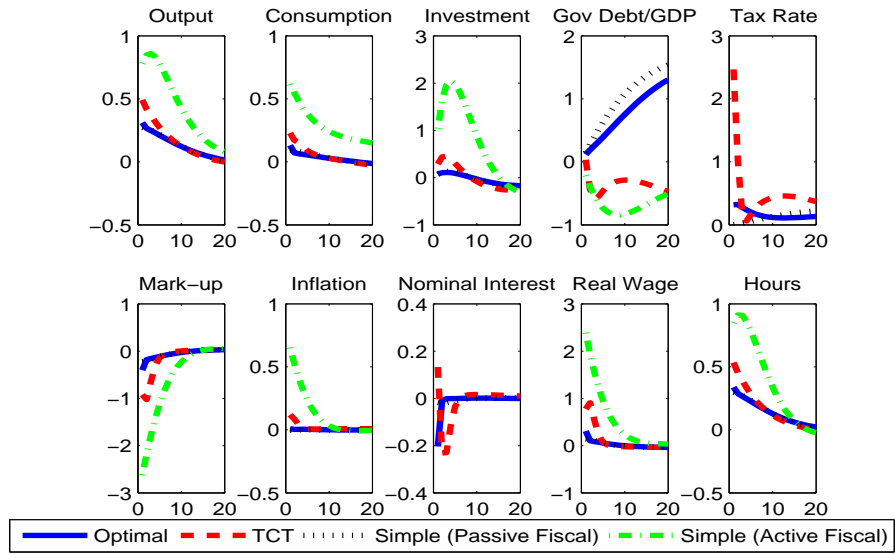 Output Consumption Investment Gov Debt/GDP Tax Rate
1 1 3 2 3
0.5 0.5 2 1 2
0 0 1 0 1
−0.5 −0.5 0 −1 0
−1
0 10 20 0 10 20 0 10 20 0 10 20 0 10 20
Mark−up Inflation Nominal Interest Real Wage Hours
1 1 0.4 3 1
0 0.5 0.2 2 0.5
−1 0 0 1 0
−2 −0.2 0
−3 −0.5 −0.4 −1 −0.5
0 10 20 0 10 20 0 10 20 0 10 20 0 10 20
Optimal TCT Simple (Passive Fiscal) Simple (Active Fiscal)